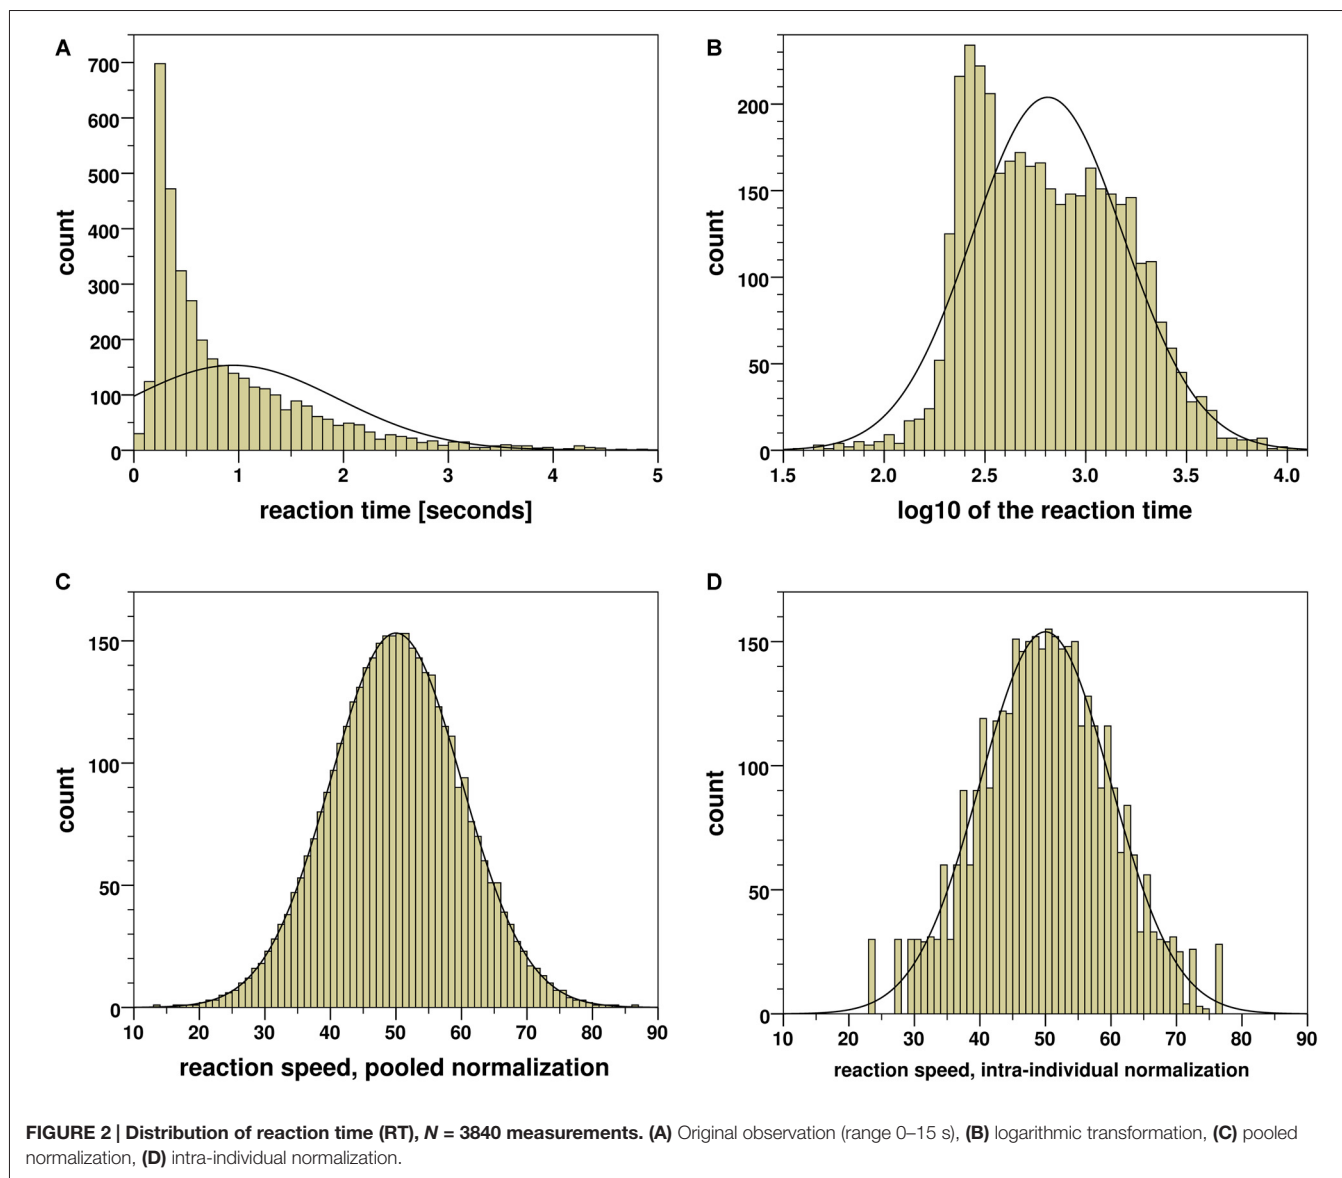 A
700
600
500
400
300
200
100
0
count
0 1 2 3 4 5
reaction time [seconds]
B
200
150
100
50
0
count
1.5 2.0 2.5 3.0 3.5 4.0
log10 of the reaction time
C
150
100
50
0
count
10 20 30 40 50 60 70 80 90
reaction speed, pooled normalization
D
150
100
50
0
count
10 20 30 40 50 60 70 80 90
reaction speed, intra-individual normalization
FIGURE 2 | Distribution of reaction time (RT), N = 3840 measurements. (A) Original observation (range 0–15 s), (B) logarithmic transformation, (C) pooled
normalization, (D) intra-individual normalization.